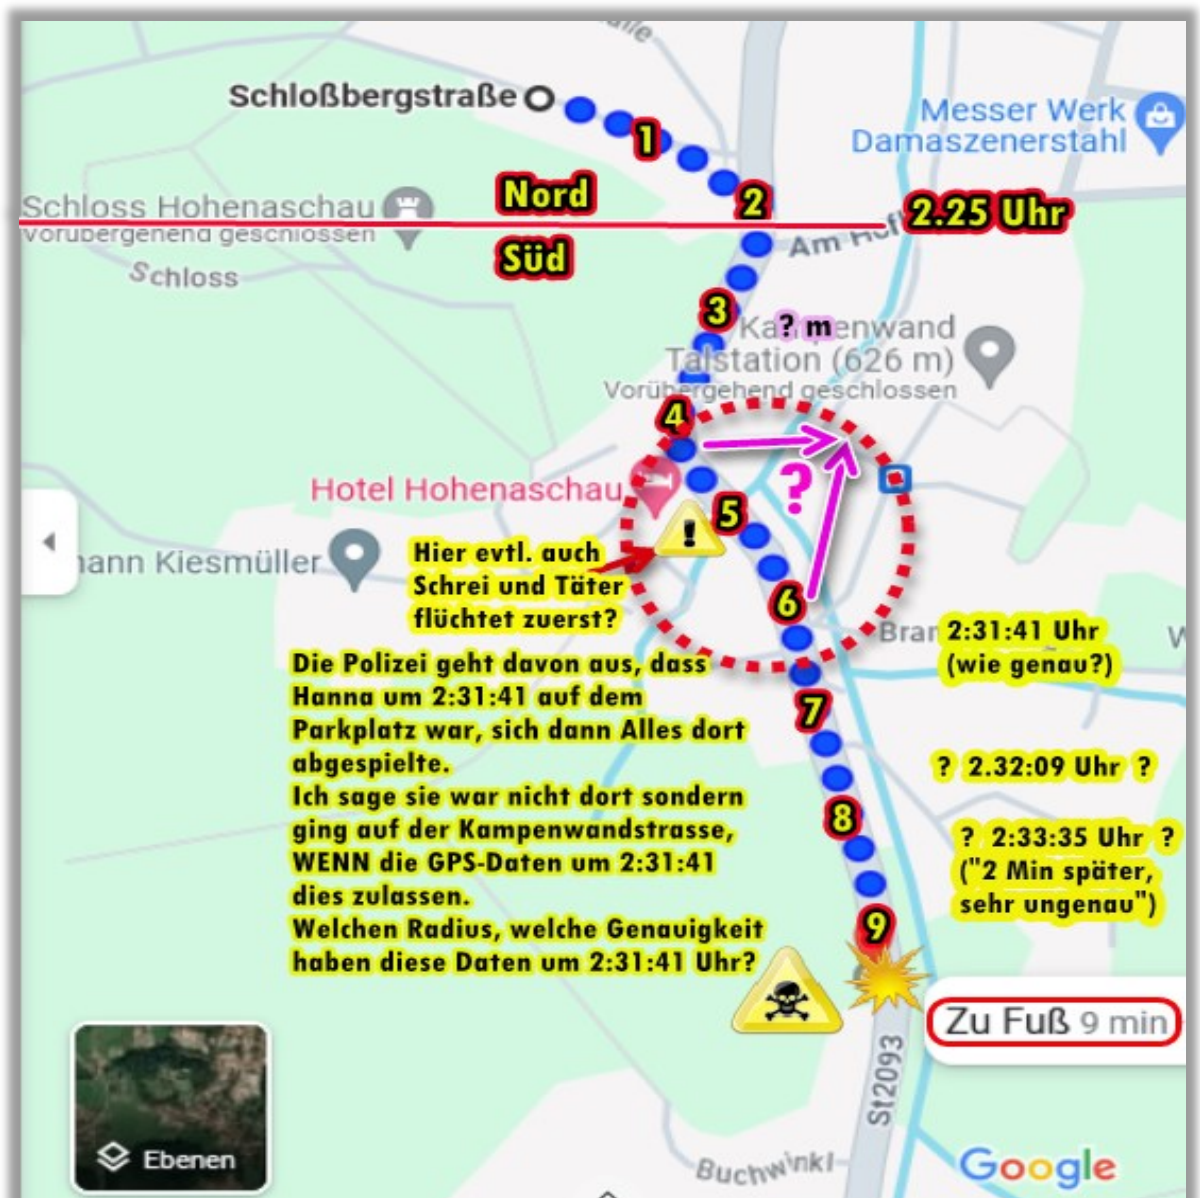 Schloßbergstraße
1
Messer Werk
Damaszenerstahl
Nord
2
Schloss Hohenaschau
2.25 Uhr
Vorübergehend geschlossen
Süd
Am Hof
Schloss
3
? m
Talstation (626 m)
Vorübergehend geschlossen
4
?
Hotel Hohenaschau
5
!
Hier evtl. auch
Schrei und Täter
flüchtet zuerst?
ann Kiesmüller
6
Bran
2:31:41 Uhr
(wie genau?)
W
Die Polizei geht davon aus, dass
Hanna um 2:31:41 auf dem
Parkplatz war, sich dann Alles dort
abgespielte.
Ich sage sie war nicht dort sondern
ging auf der Kampenwandstrasse,
WENN die GPS-Daten um 2:31:41
dies zulassen.
Welchen Radius, welche Genauigkeit
haben diese Daten um 2:31:41 Uhr?
7
? 2.32:09 Uhr ?
8
? 2:33:35 Uhr ?
("2 Min später,
sehr ungenau")
9
Zu Fuß 9 min
St2093
Ebenen
Buchwinkl
Google